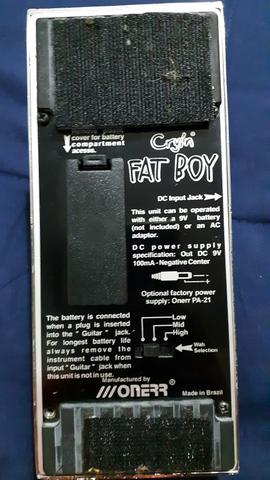 cover for battery
compartment
acesse.
Cryin'
FAT BOY
DC Input Jack
This unit can be operated
with either a 9V battery
(not included) or an AC
adaptor.
DC power supply
specification: Out DC 9V
100mA - Negative Center
Optional factory power
supply: Onerr PA-21
The battery is connected
when a plug is inserted
into the " Guitar " jack.
For longest battery life
always remove the
instrument cable from
input "Guitar" jack when
this unit is not in use.
Low
Mid
High
Wah
Selection
Manufactured by
ONERR®
Made in Brazil